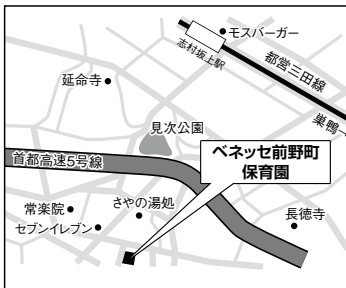 モスバーガー
志村坂上駅
都営三田線
延命寺
巣鴨→
見次公園
首都高速5号線
ベネッセ前野町
保育園
常楽院
さやの湯処
長徳寺
セブンイレブン